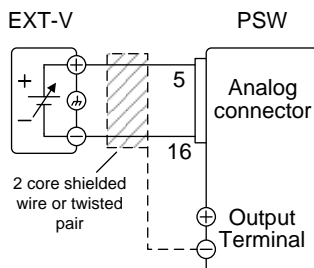 EXT-V
PSW
+
−
+
−
5
16
Analog
connector
2 core shielded
wire or twisted
pair
+
−
Output
Terminal